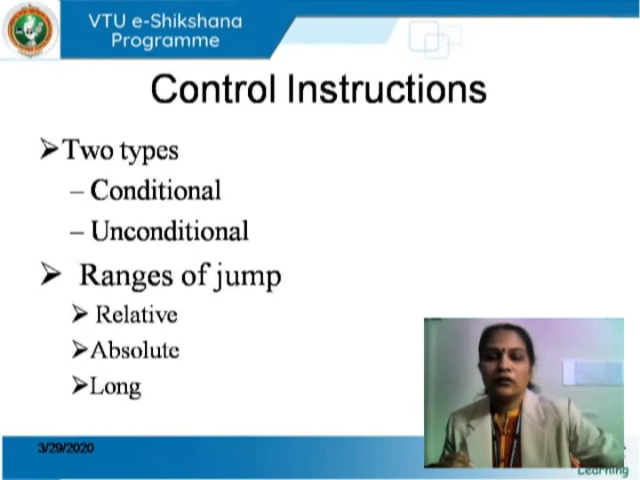 VTU e-Shikshana
Programme
Control Instructions
➢Two types
– Conditional
– Unconditional
➢ Ranges of jump
➢ Relative
➢Absolute
➢Long
3/29/2020
Learning